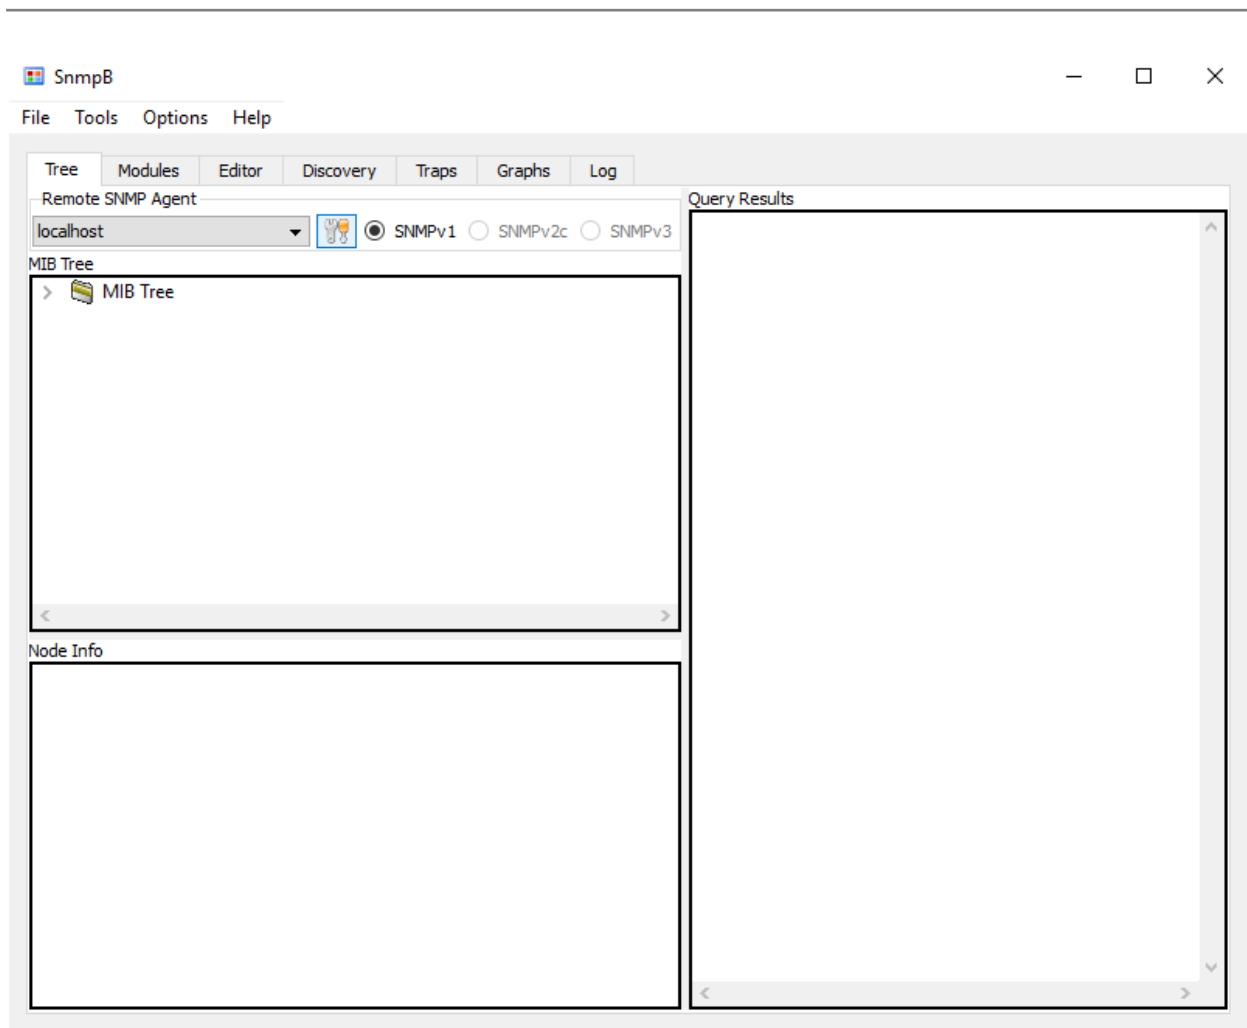 SnmpB
File Tools Options Help
Tree Modules Editor Discovery Traps Graphs Log
Remote SNMP Agent
localhost SNMPv1 SNMPv2c SNMPv3
MIB Tree
MIB Tree
Node Info
Query Results